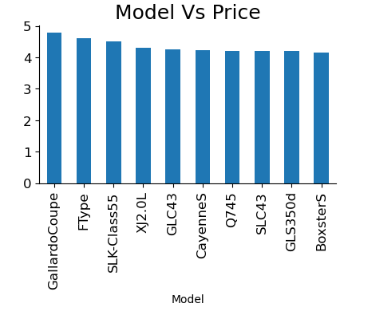 Model Vs Price
5
4
3
2
1
0
GallardoCoupe
FType
SLK-Class55
XJ2.0L
GLC43
CayenneS
Q745
SLC43
GLS350d
BoxsterS
Model